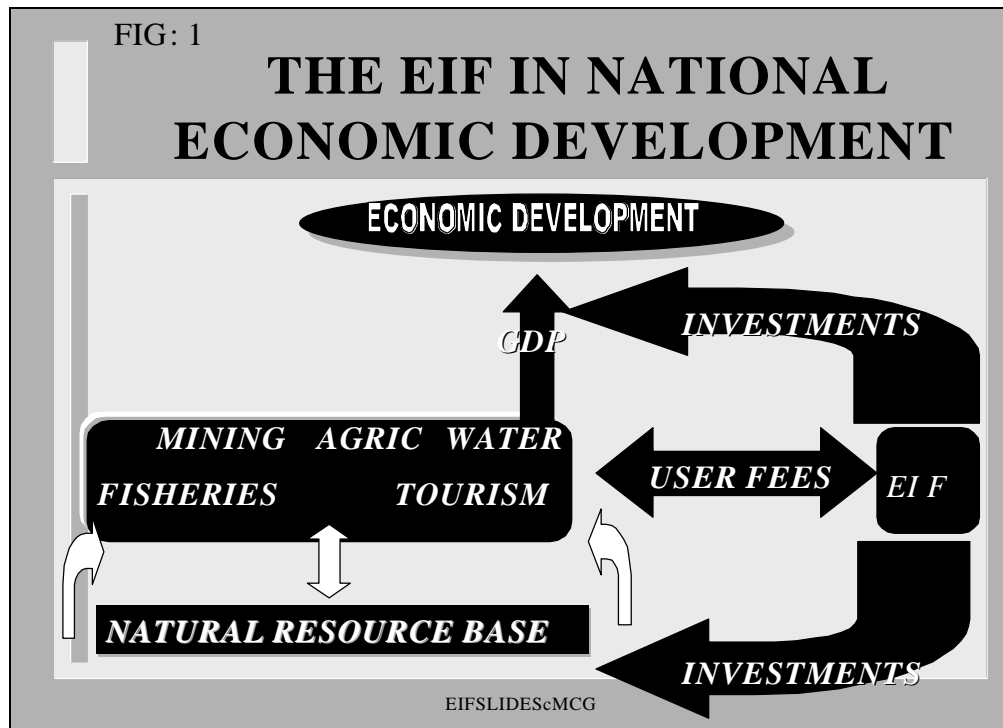 FIG: 1
THE EIF IN NATIONAL
ECONOMIC DEVELOPMENT
ECONOMIC DEVELOPMENT
INVESTMENTS
GDP
MINING AGRIC WATER
FISHERIES TOURISM
USER FEES
EI F
NATURAL RESOURCE BASE
INVESTMENTS
EIFSLIDEScMCG